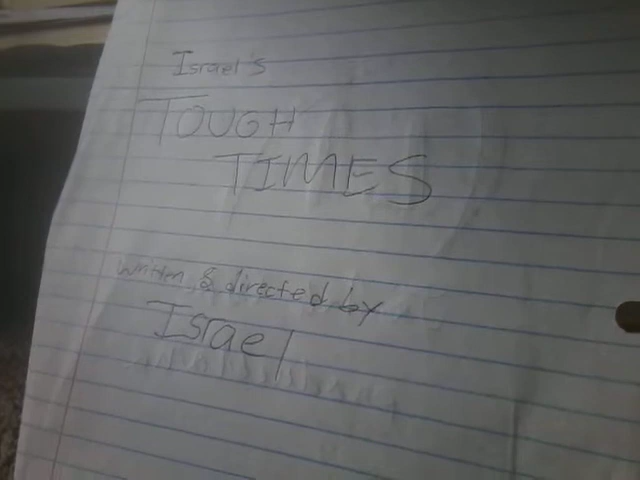 Israel's
TOUGH
TIMES
written & directed by
Israel